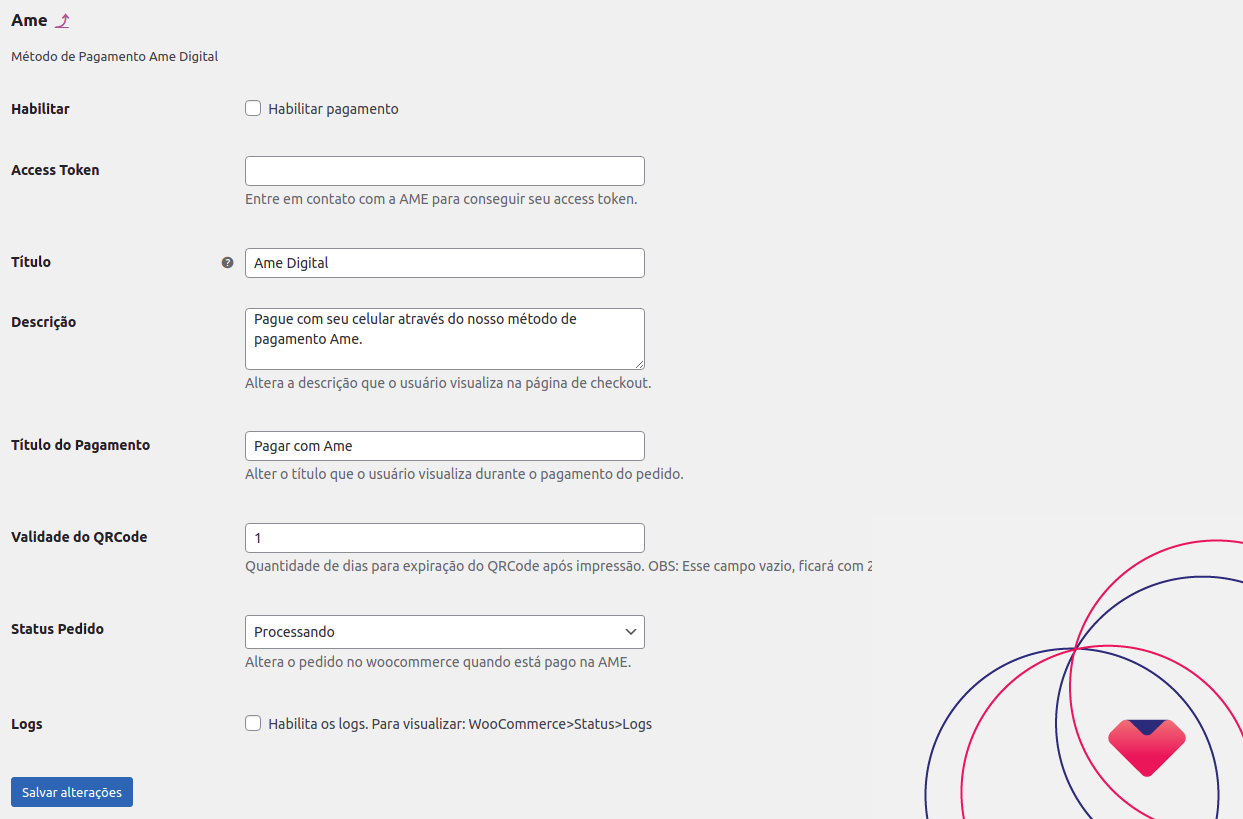 Ame
Método de Pagamento Ame Digital
Habilitar
Habilitar pagamento
Access Token
Entre em contato com a AME para conseguir seu access token.
Título
Ame Digital
Descrição
Pague com seu celular através do nosso método de
pagamento Ame.
Altera a descrição que o usuário visualiza na página de checkout.
Título do Pagamento
Pagar com Ame
Alter o título que o usuário visualiza durante o pagamento do pedido.
Validade do QRCode
1
Quantidade de dias para expiração do QRCode após impressão. OBS: Esse campo vazio, ficará com 2
Status Pedido
Processando
Altera o pedido no woocommerce quando está pago na AME.
Logs
Habilita os logs. Para visualizar: WooCommerce>Status>Logs
Salvar alterações